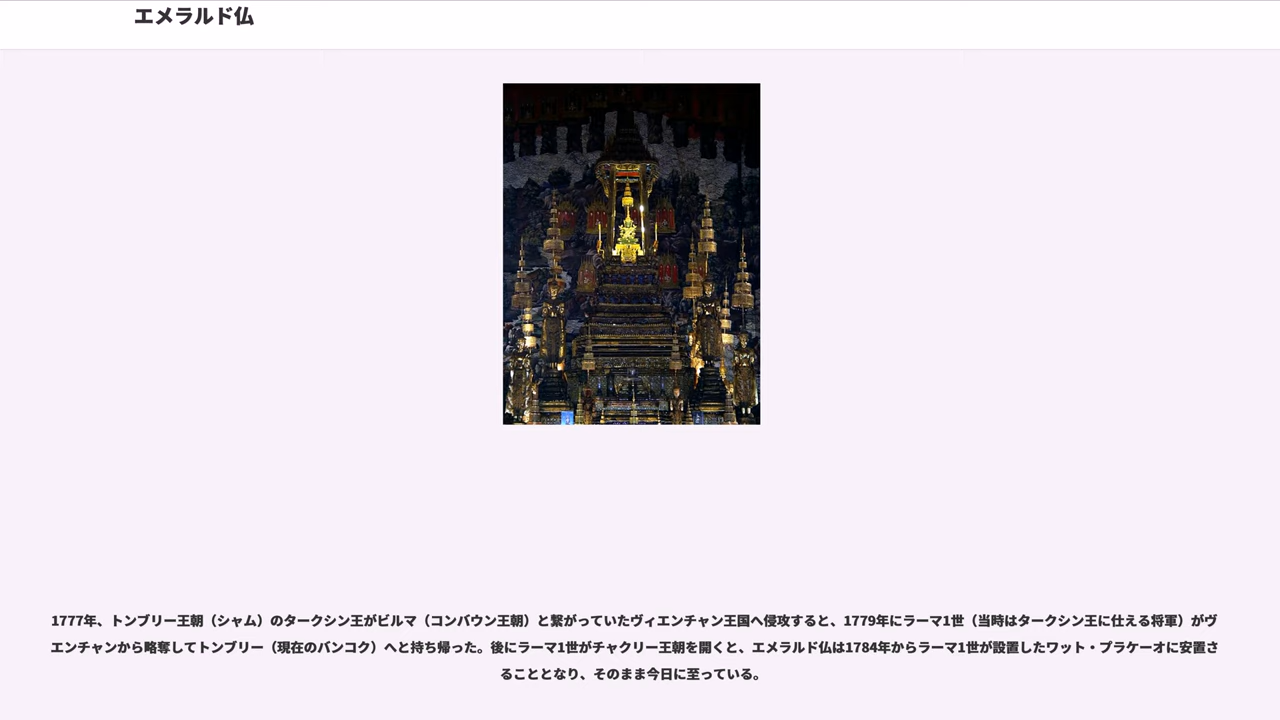 エメラルド仏
1777年、トンブリー王朝（シャム）のタークシン王がビルマ（コンバウン王朝）と繋がっていたヴィエンチャン王国へ侵攻すると、1779年にラーマ1世（当時はタークシン王に仕える将軍）がヴ
エンチャンから略奪してトンブリー（現在のバンコク）へと持ち帰った。後にラーマ1世がチャクリー王朝を開くと、エメラルド仏は1784年からラーマ1世が設置したワット・プラケーオに安置さ
ることとなり、そのまま今日に至っている。